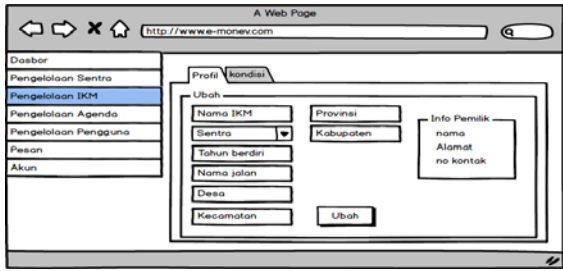 A Web Page
http://www.e-monev.com
Dasbor
Pengelolaan Sentra
Pengelolaan IKM
Pengelolaan Agenda
Pengelolaan Pengguna
Pesan
Akun
Profil kondisi
Ubah
Nama IKM
Sentra
Tahun berdiri
Nama jalan
Desa
Kecamatan
Provinsi
Kabupaten
Ubah
Info Pemilik
nama
Alamat
no kontak